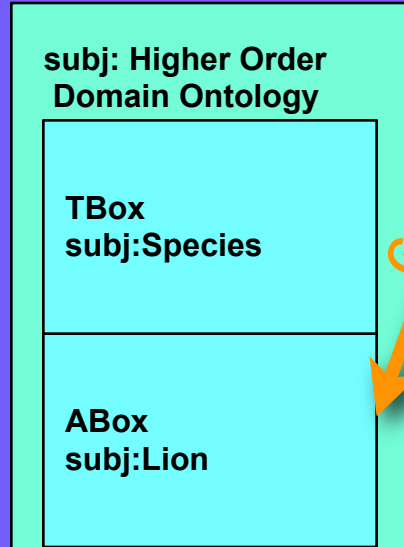 subj: Higher Order
Domain Ontology
TBox
subj:Species
ABox
subj:Lion